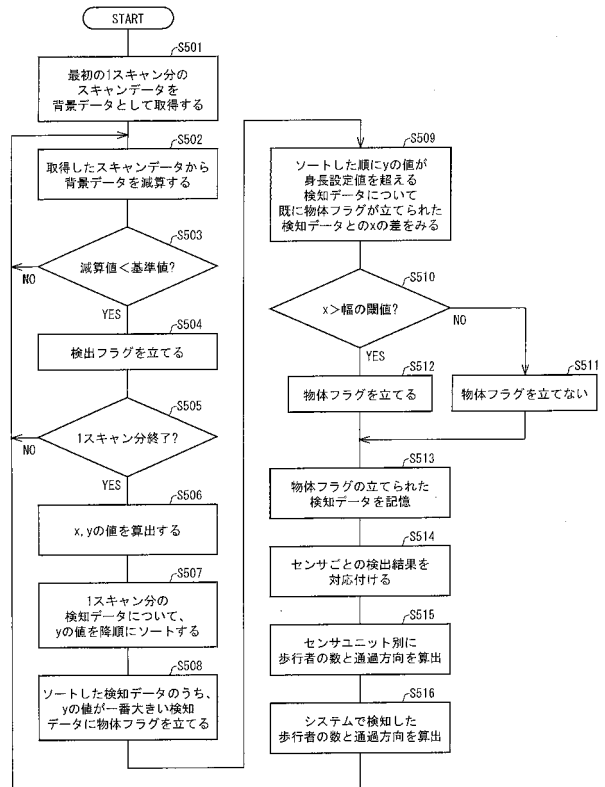 START
S501
最初の1スキャン分の
スキャンデータを
背景データとして取得する
S502
取得したスキャンデータから
背景データを減算する
S503
減算値<基準値?
NO
YES
S504
検出フラグを立てる
S505
1スキャン分終了?
NO
YES
S506
x,yの値を算出する
S507
1スキャン分の
検知データについて、
yの値を降順にソートする
S508
ソートした検知データのうち、
yの値が一番大きい検知
データに物体フラグを立てる
S509
ソートした順にyの値が
身長設定値を超える
検知データについて
既に物体フラグが立てられた
検知データとのxの差をみる
S510
x>幅の閾値?
NO
YES
S512
物体フラグを立てる
S511
物体フラグを立てない
S513
物体フラグの立てられた
検知データを記憶
S514
センサごとの検出結果を
対応付ける
S515
センサユニット別に
歩行者の数と通過方向を算出
S516
システムで検知した
歩行者の数と通過方向を算出